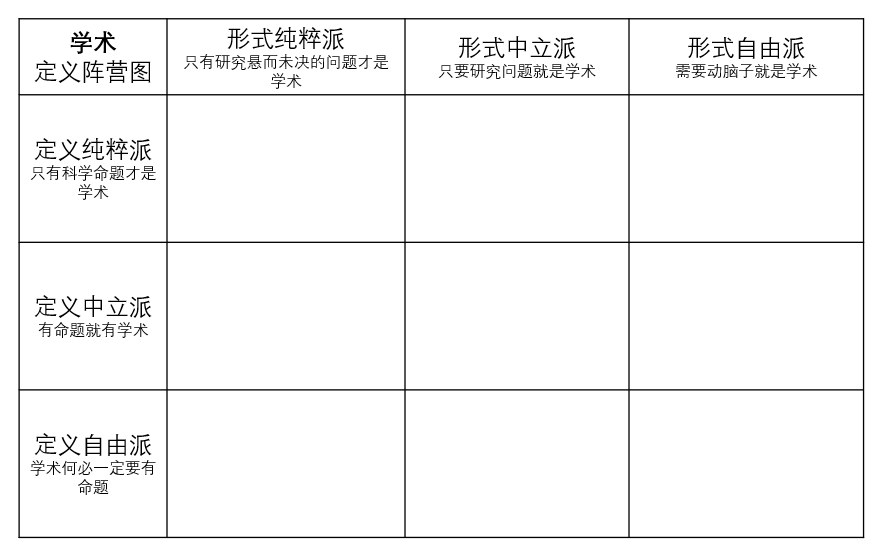 学术
定义阵营图
形式纯粹派
只有研究悬而未决的问题才是
学术
形式中立派
只要研究问题就是学术
形式自由派
需要动脑子就是学术
定义纯粹派
只有科学命题才是
学术
定义中立派
有命题就有学术
定义自由派
学术何必一定要有
命题